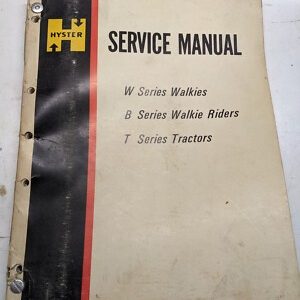 HYSTER
SERVICE MANUAL
W Series Walkies
B Series Walkie Riders
T Series Tractors